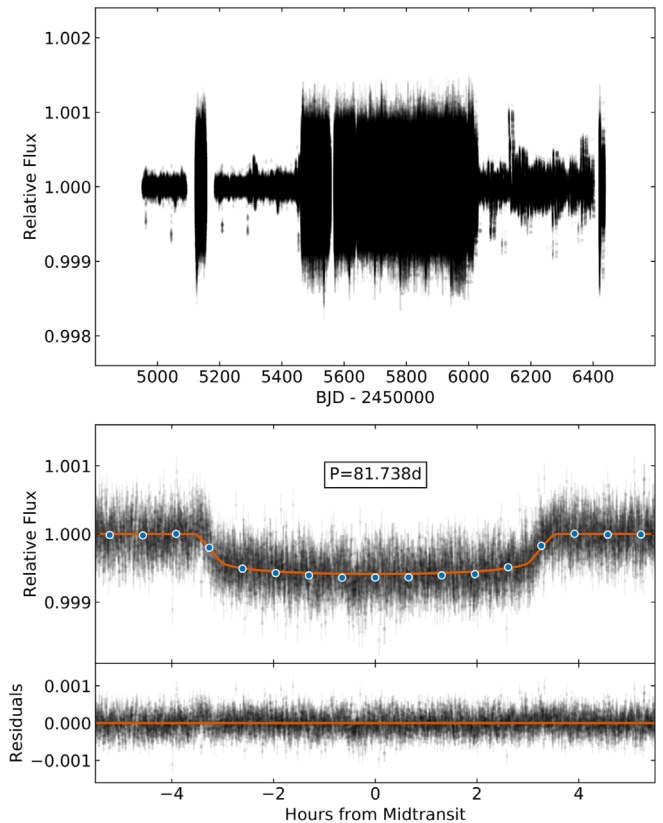 1.002
1.001
1.000
0.999
0.998
Relative Flux
5000 5200 5400 5600 5800 6000 6200 6400
BJD - 2450000
P=81.738d
1.001
1.000
0.999
Relative Flux
0.001
0.000
−0.001
Residuals
−4 −2 0 2 4
Hours from Midtransit